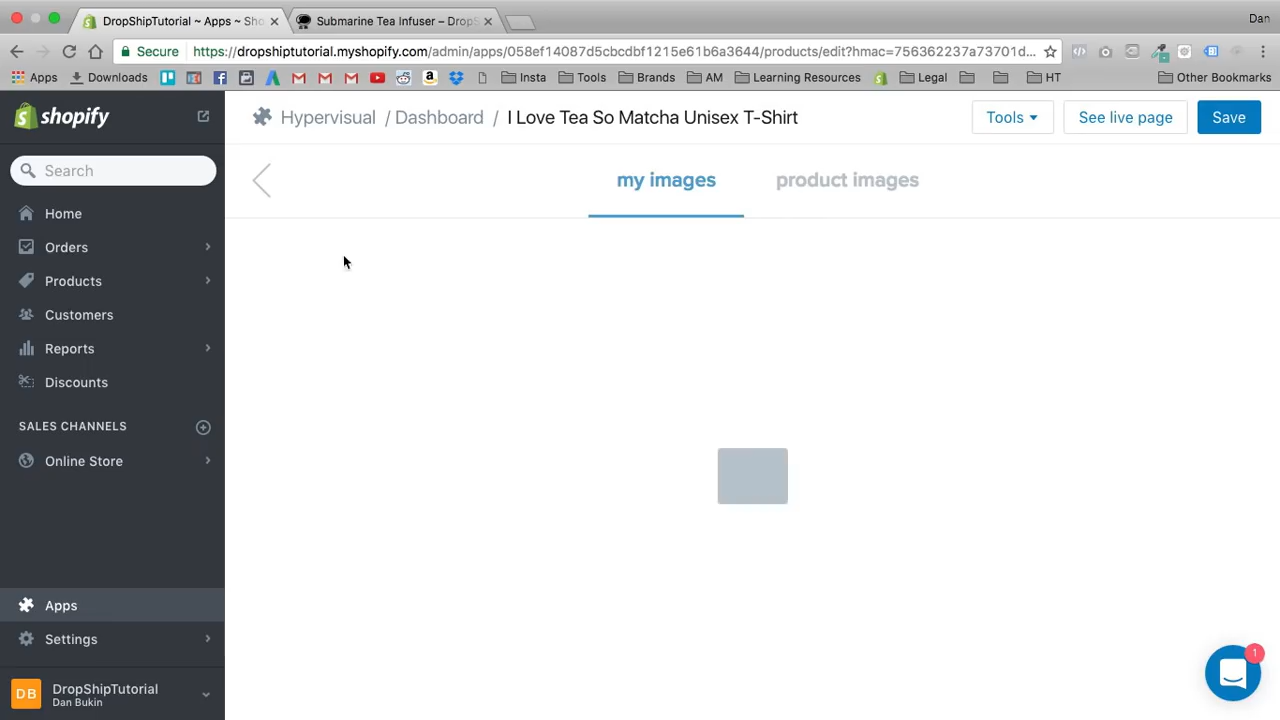 DropShipTutorial ~ Apps ~ Sho
Submarine Tea Infuser – DropS
Dan
Secure
https://dropshiptutorial.myshopify.com/admin/apps/058ef14087d5cbcdbf1215e61b6a3644/products/edit?hmac=756362237a73701d...
Apps
Downloads
Insta
Tools
Brands
AM
Learning Resources
Legal
HT
Other Bookmarks
shopify
Hypervisual / Dashboard / I Love Tea So Matcha Unisex T-Shirt
Tools
See live page
Save
Search
my images
product images
Home
Orders
Products
Customers
Reports
Discounts
SALES CHANNELS
Online Store
Apps
Settings
1
DB
DropShipTutorial
Dan Bukin